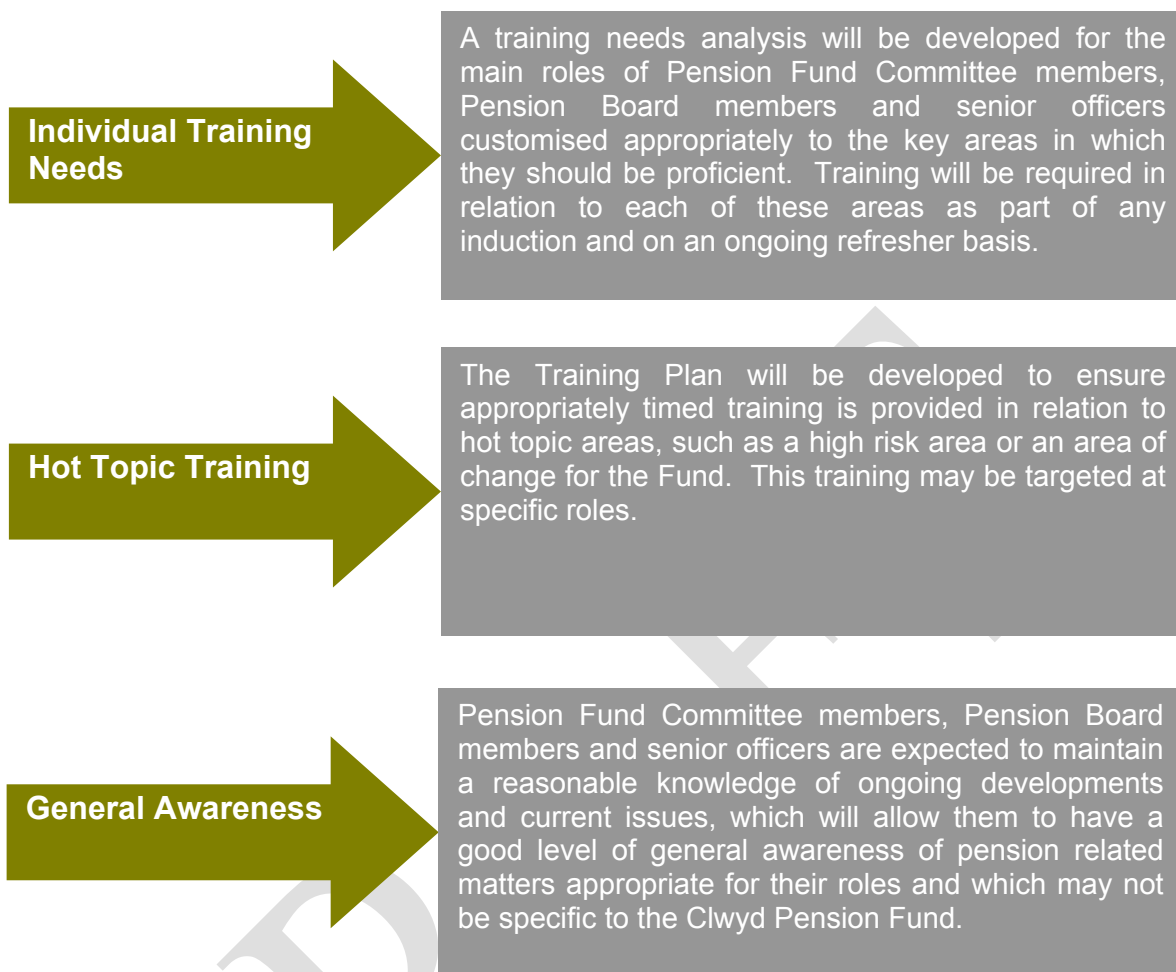 Individual Training
Needs
A training needs analysis will be developed for the
main roles of Pension Fund Committee members,
Pension Board members and senior officers
customised appropriately to the key areas in which
they should be proficient. Training will be required in
relation to each of these areas as part of any
induction and on an ongoing refresher basis.
Hot Topic Training
The Training Plan will be developed to ensure
appropriately timed training is provided in relation to
hot topic areas, such as a high risk area or an area of
change for the Fund. This training may be targeted at
specific roles.
General Awareness
Pension Fund Committee members, Pension Board
members and senior officers are expected to maintain
a reasonable knowledge of ongoing developments
and current issues, which will allow them to have a
good level of general awareness of pension related
matters appropriate for their roles and which may not
be specific to the Clwyd Pension Fund.